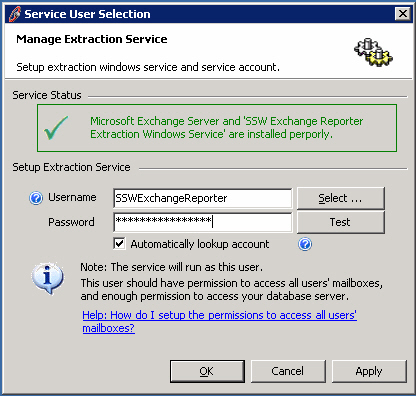 Service User Selection
Manage Extraction Service
Setup extraction windows service and service account.
Service Status
Microsoft Exchange Server and 'SSW Exchange Reporter
Extraction Windows Service' are installed perporly.
Setup Extraction Service
Username SSWExchangeReporter Select ...
Password **************** Test
Automatically lookup account
Note: The service will run as this user.
This user should have permission to access all users' mailboxes,
and enough permission to access your database server.
Help: How do I setup the permissions to access all users'
mailboxes?
OK Cancel Apply